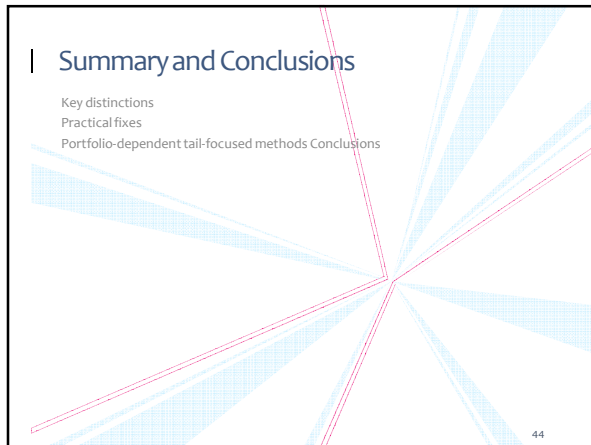 Summary and Conclusions
Key distinctions
Practical fixes
Portfolio-dependent tail-focused methods Conclusions
44